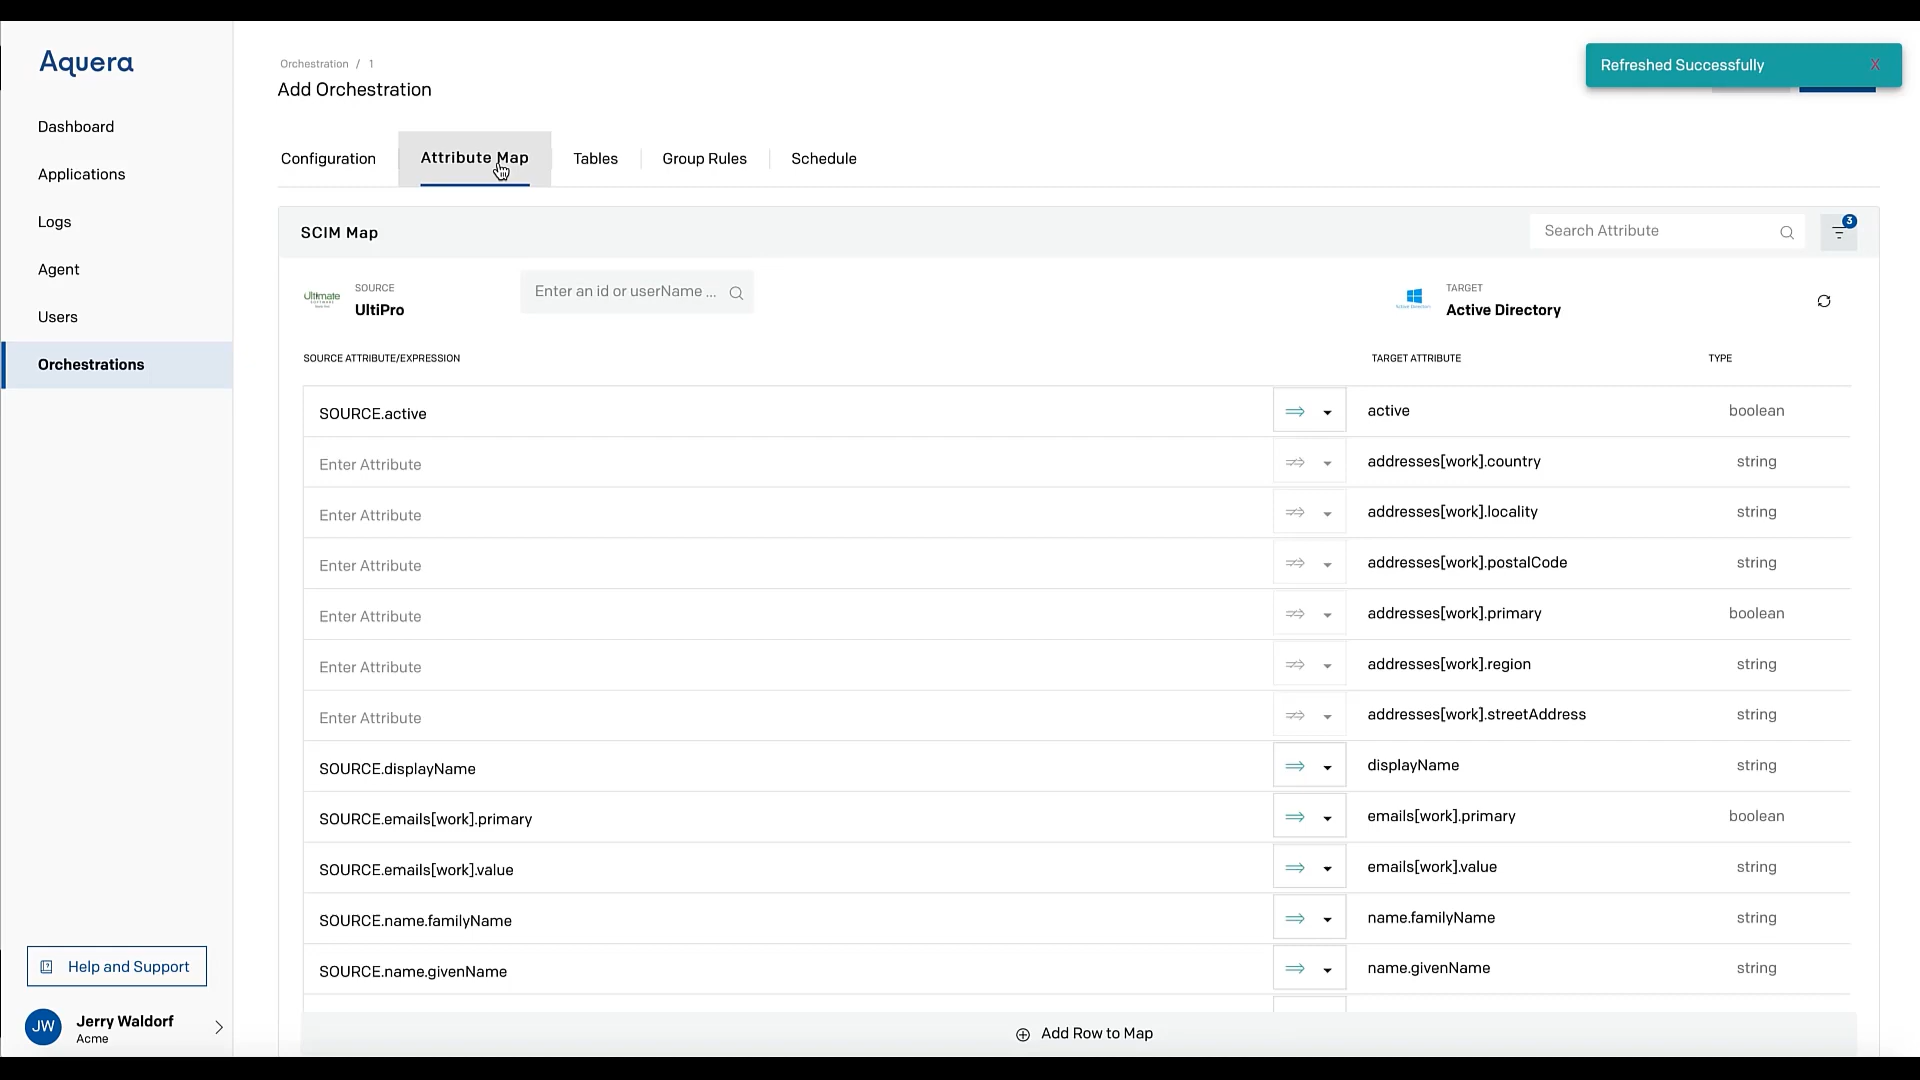 Aquera
Dashboard
Applications
Logs
Agent
Users
Orchestrations
Help and Support
JW
Jerry Waldorf
Acme
Orchestration / 1
Add Orchestration
Refreshed Successfully X
Configuration Attribute Map Tables Group Rules Schedule
SCIM Map
Search Attribute
3
Ultimate
SOFTWARE
SOURCE
UltiPro
Enter an id or userName ...
Active Directory
TARGET
Active Directory
SOURCE ATTRIBUTE/EXPRESSION TARGET ATTRIBUTE TYPE
SOURCE.active active boolean
Enter Attribute addresses[work].country string
Enter Attribute addresses[work].locality string
Enter Attribute addresses[work].postalCode string
Enter Attribute addresses[work].primary boolean
Enter Attribute addresses[work].region string
Enter Attribute addresses[work].streetAddress string
SOURCE.displayName displayName string
SOURCE.emails[work].primary emails[work].primary boolean
SOURCE.emails[work].value emails[work].value string
SOURCE.name.familyName name.familyName string
SOURCE.name.givenName name.givenName string
Add Row to Map